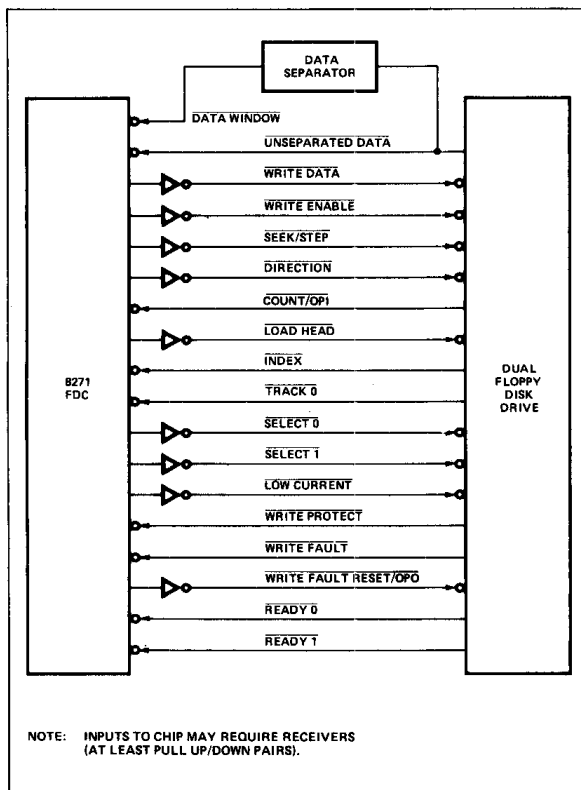 DATA
SEPARATOR
DATA WINDOW
UNSEPARATED DATA
WRITE DATA
WRITE ENABLE
SEEK/STEP
DIRECTION
COUNT/OPI
LOAD HEAD
INDEX
TRACK 0
8271
FDC
DUAL
FLOPPY
DISK
DRIVE
SELECT 0
SELECT 1
LOW CURRENT
WRITE PROTECT
WRITE FAULT
WRITE FAULT RESET/OPO
READY 0
READY 1
NOTE: INPUTS TO CHIP MAY REQUIRE RECEIVERS
(AT LEAST PULL UP/DOWN PAIRS).